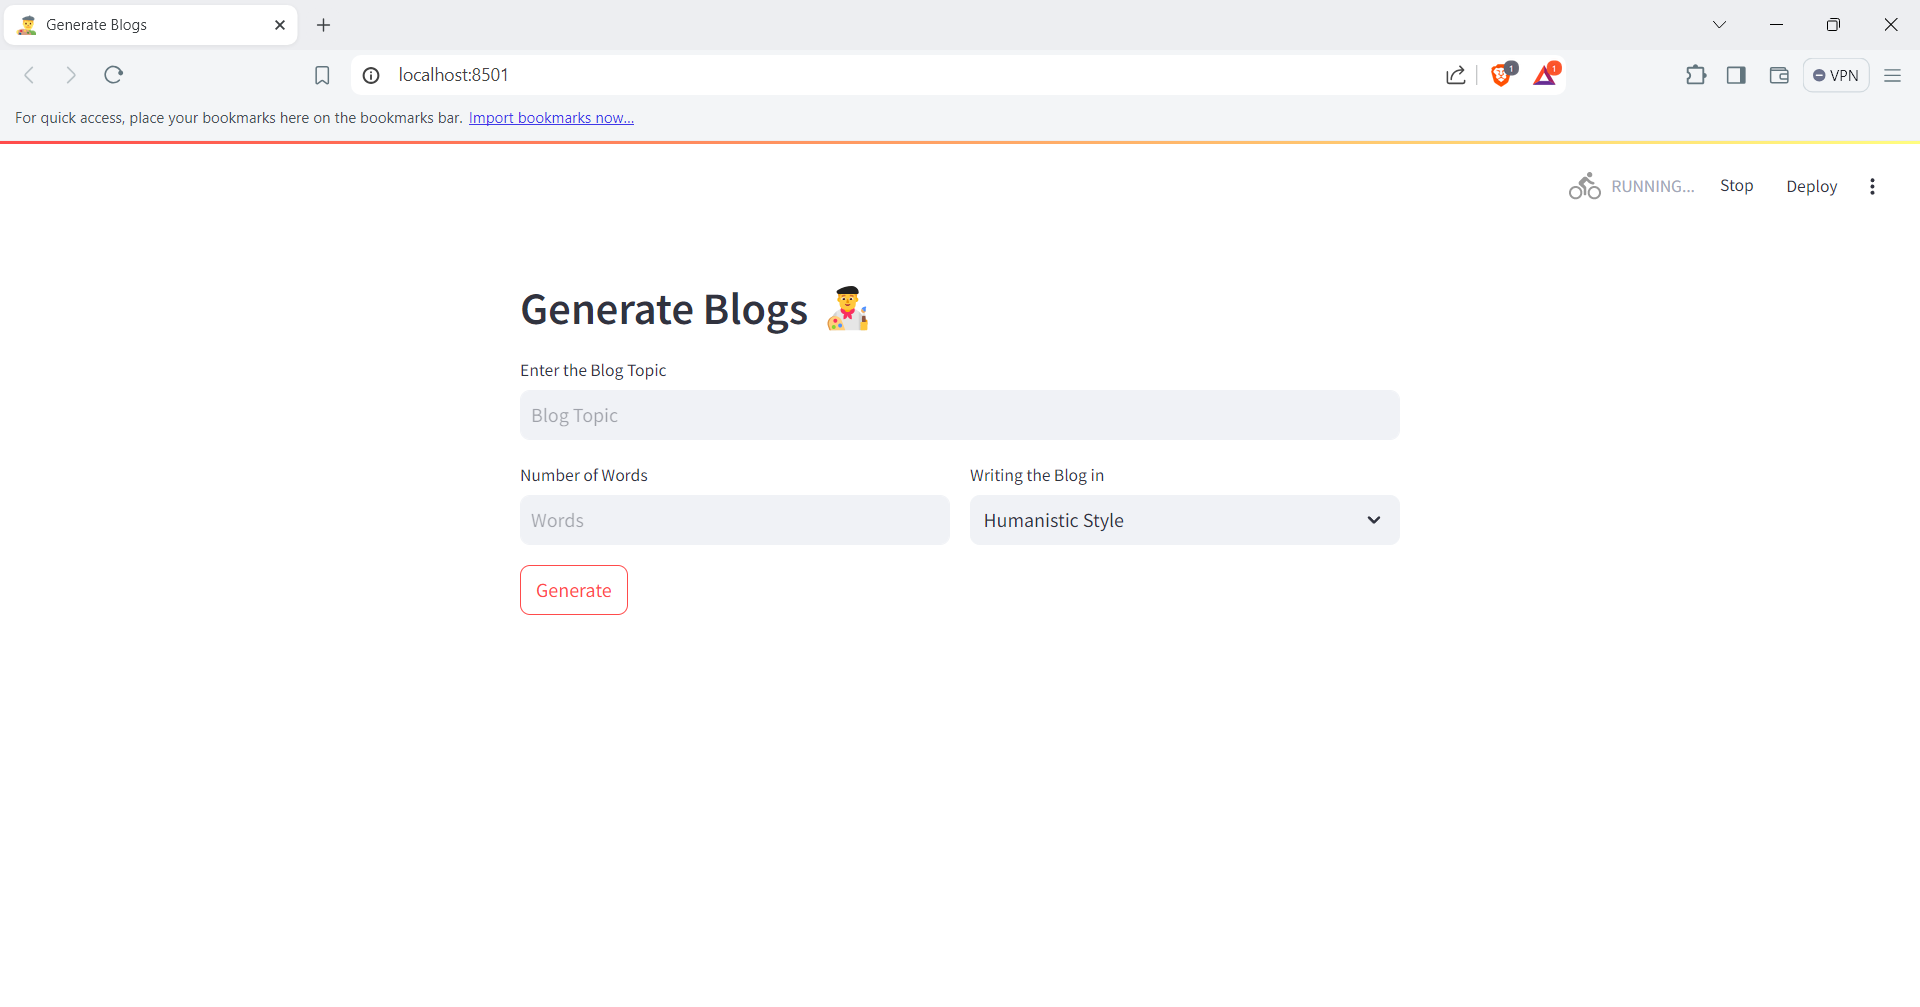 Generate Blogs
localhost:8501
1
1
VPN
For quick access, place your bookmarks here on the bookmarks bar. Import bookmarks now...
RUNNING... Stop Deploy
Generate Blogs
Enter the Blog Topic
Blog Topic
Number of Words Writing the Blog in
Words Humanistic Style
Generate